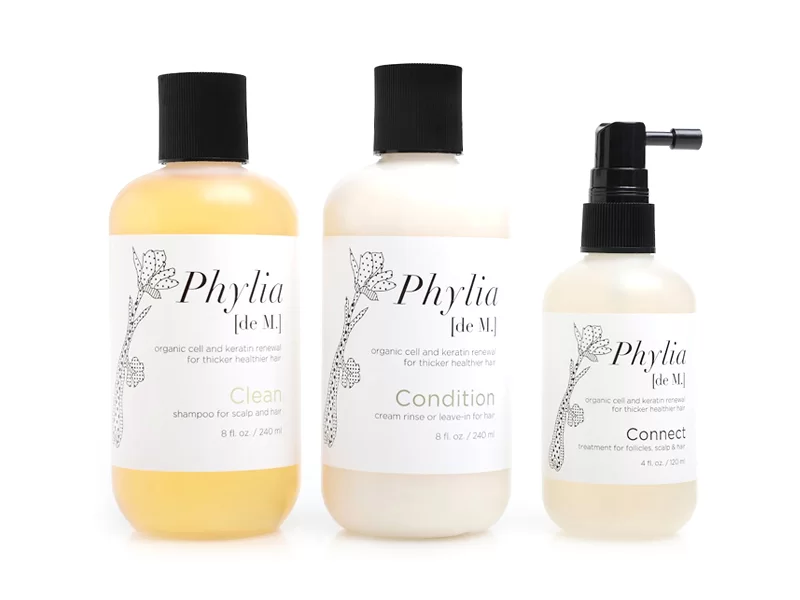 Phylia
[de M.]
organic cell and keratin renewal
for thicker healthier hair
Clean
shampoo for scalp and hair
8 fl. oz. / 240 ml
Phylia
[de M.]
organic cell and keratin renewal
for thicker healthier hair
Condition
cream rinse or leave-in for hair
8 fl. oz. / 240 ml
Phylia
[de M.]
organic cell and keratin renewal
for thicker healthier hair
Connect
treatment for follicles, scalp & hair
4 fl. oz. / 120 ml